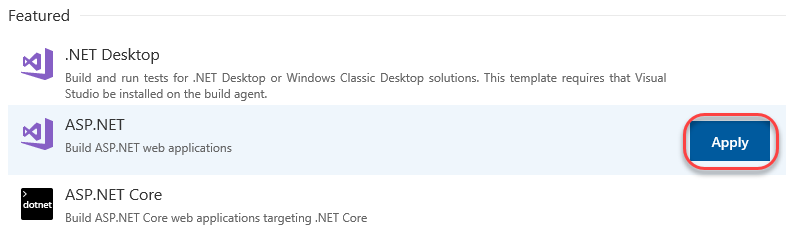 Featured
.NET Desktop
Build and run tests for .NET Desktop or Windows Classic Desktop solutions. This template requires that Visual
Studio be installed on the build agent.
ASP.NET
Build ASP.NET web applications
Apply
>
dotnet
ASP.NET Core
Build ASP.NET Core web applications targeting .NET Core